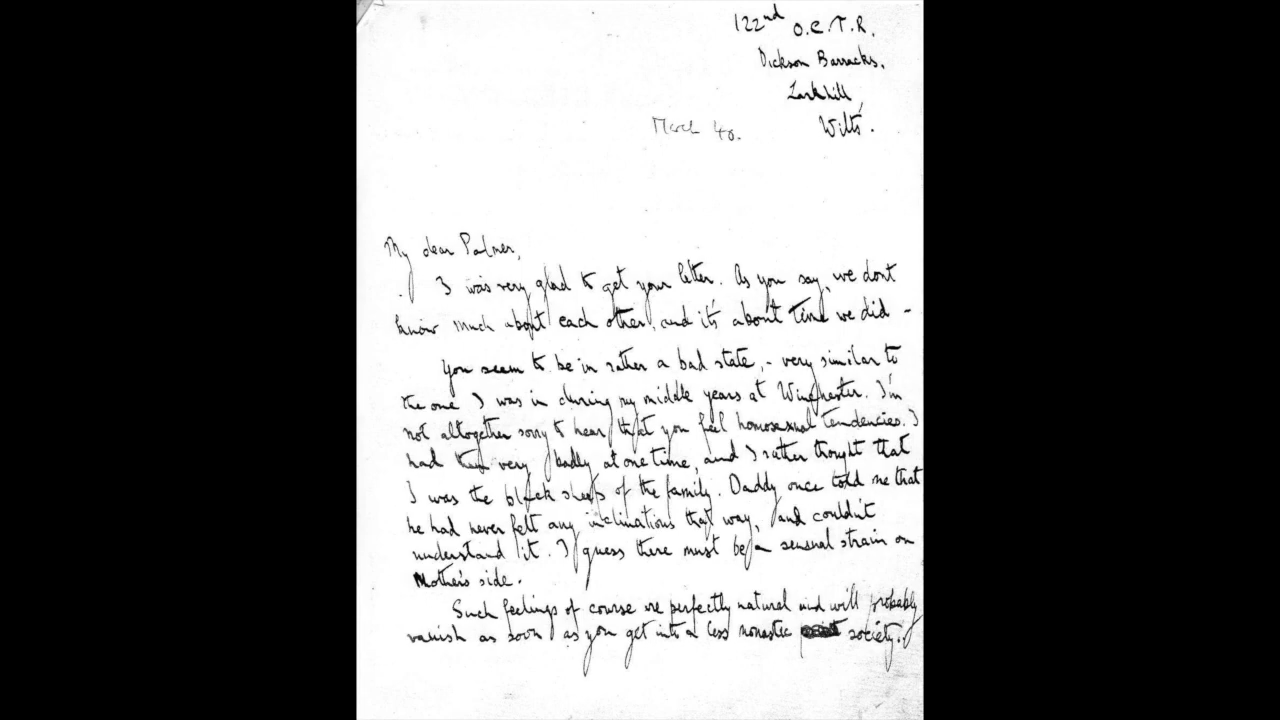 122nd O.C.T.R.
Dickson Barracks,
Larkhill,
Wilts.
March 40.
My dear Palmer,
I was very glad to get your letter. As you say, we dont
know much about each other, and it's about time we did -
You seem to be in rather a bad state, - very similar to
the one I was in during my middle years at Winchester. I'm
not altogether sorry to hear that you feel homosexual tendencies. I
had them very badly at one time, and I rather thought that
I was the black sheep of the family. Daddy once told me that
he had never felt any inclinations that way, and couldn't
understand it. I guess there must be a sensual strain on
Mother's side.
Such feelings of course are perfectly natural and will probably
vanish as soon as you get into a less monastic society.